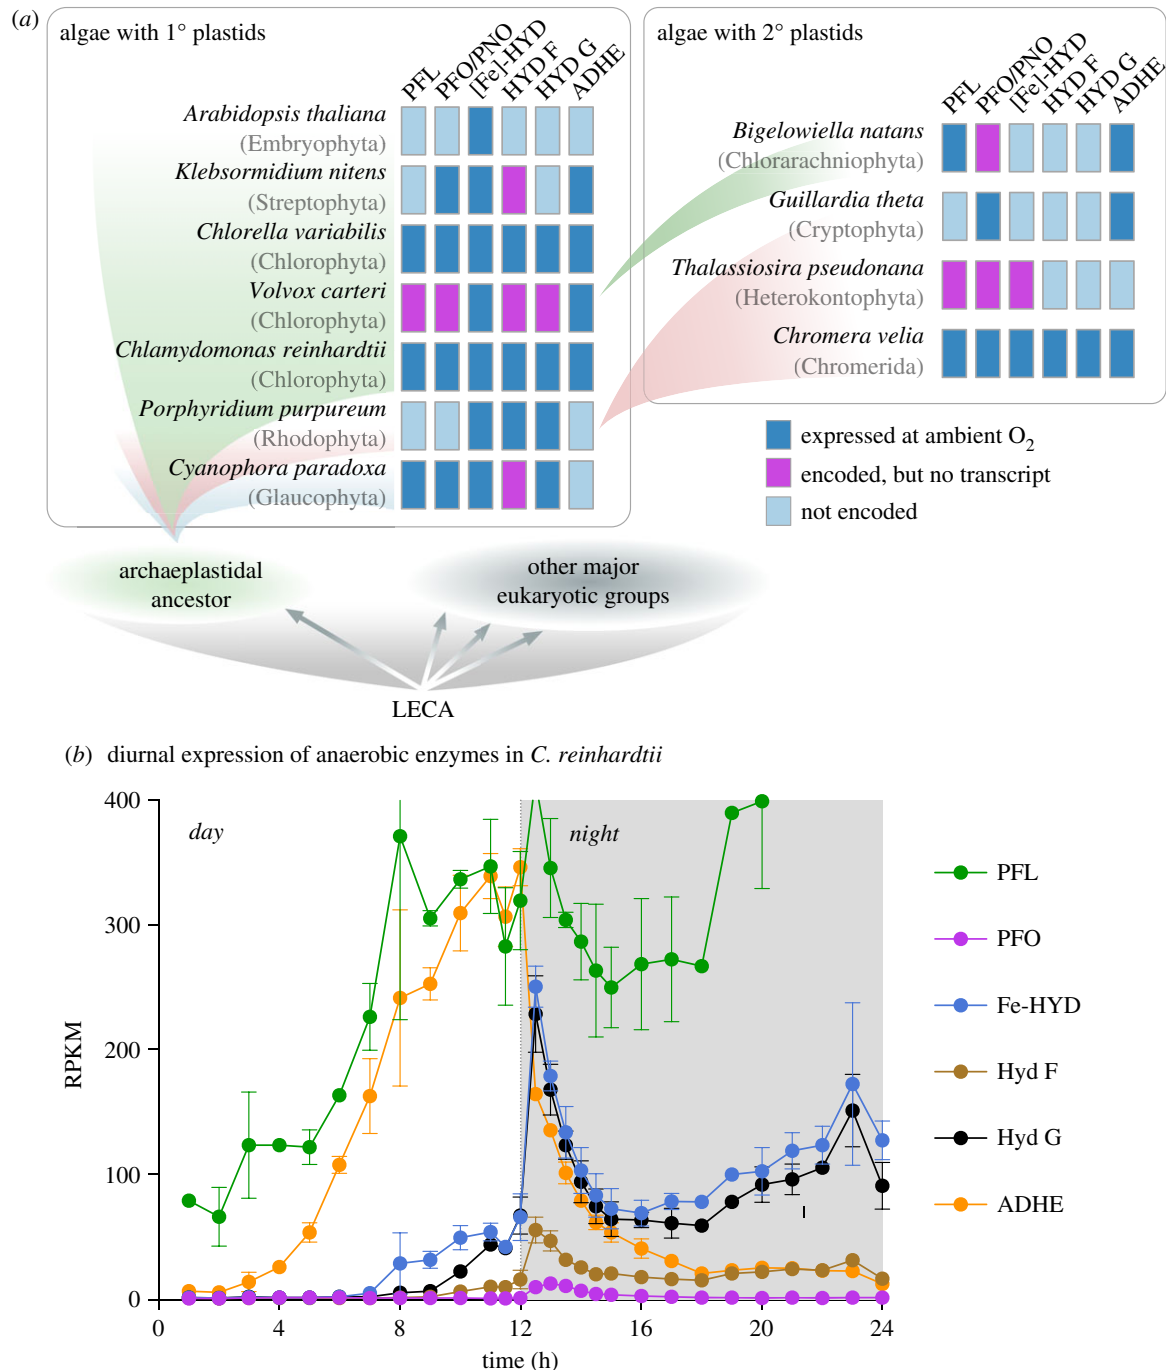 (a)
algae with 1° plastids
PFL
PFO/PNO
[Fe]-HYD
HYD F
HYD G
ADHE
Arabidopsis thaliana
(Embryophyta)
Klebsormidium nitens
(Streptophyta)
Chlorella variabilis
(Chlorophyta)
Volvox carteri
(Chlorophyta)
Chlamydomonas reinhardtii
(Chlorophyta)
Porphyridium purpureum
(Rhodophyta)
Cyanophora paradoxa
(Glaucophyta)
algae with 2° plastids
PFL
PFO/PNO
[Fe]-HYD
HYD F
HYD G
ADHE
Bigelowiella natans
(Chlorarachniophyta)
Guillardia theta
(Cryptophyta)
Thalassiosira pseudonana
(Heterokontophyta)
Chromera velia
(Chromerida)
expressed at ambient O₂
encoded, but no transcript
not encoded
archaeplastidal
ancestor
other major
eukaryotic groups
LECA
(b) diurnal expression of anaerobic enzymes in C. reinhardtii
400
300
200
100
0
RPKM
day
night
0 4 8 12 16 20 24
time (h)
PFL
PFO
Fe-HYD
Hyd F
Hyd G
ADHE